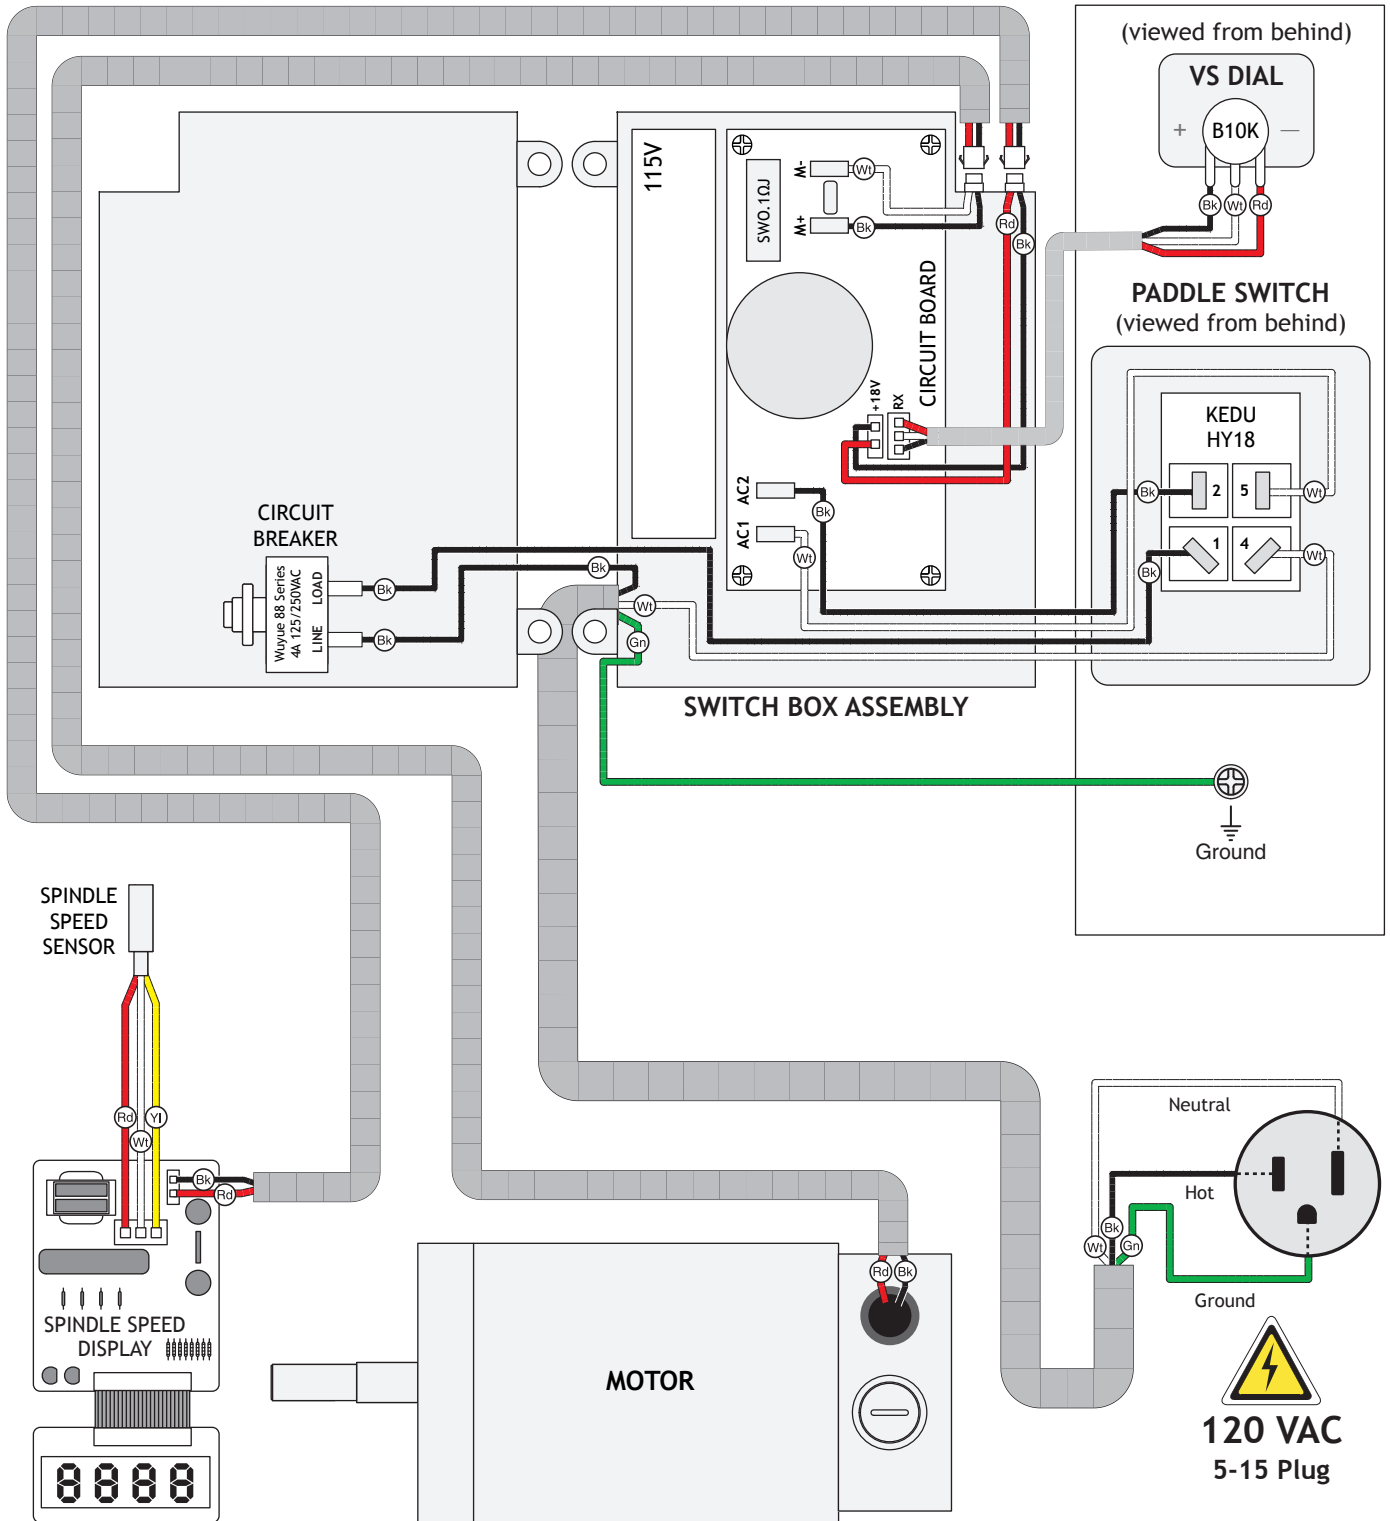 (viewed from behind)
VS DIAL
+
B10K
—
Bk
Wt
Rd
115V
SWO.1ΩJ
M-
Wt
M+
Bk
CIRCUIT BOARD
Rd
Bk
+18V
RX
AC2
Bk
AC1
Wt
PADDLE SWITCH
(viewed from behind)
KEDU
HY18
2
5
1
4
Bk
Wt
Bk
Wt
CIRCUIT
BREAKER
Wuyue 88 Series
4A 125/250VAC
LINE
LOAD
Bk
Bk
Bk
Wt
Gn
SWITCH BOX ASSEMBLY
Ground
SPINDLE
SPEED
SENSOR
Rd
Wt
Yl
Bk
Rd
SPINDLE SPEED
DISPLAY
8888
MOTOR
Rd
Bk
Neutral
Hot
Bk
Wt
Gn
Ground
120 VAC
5-15 Plug